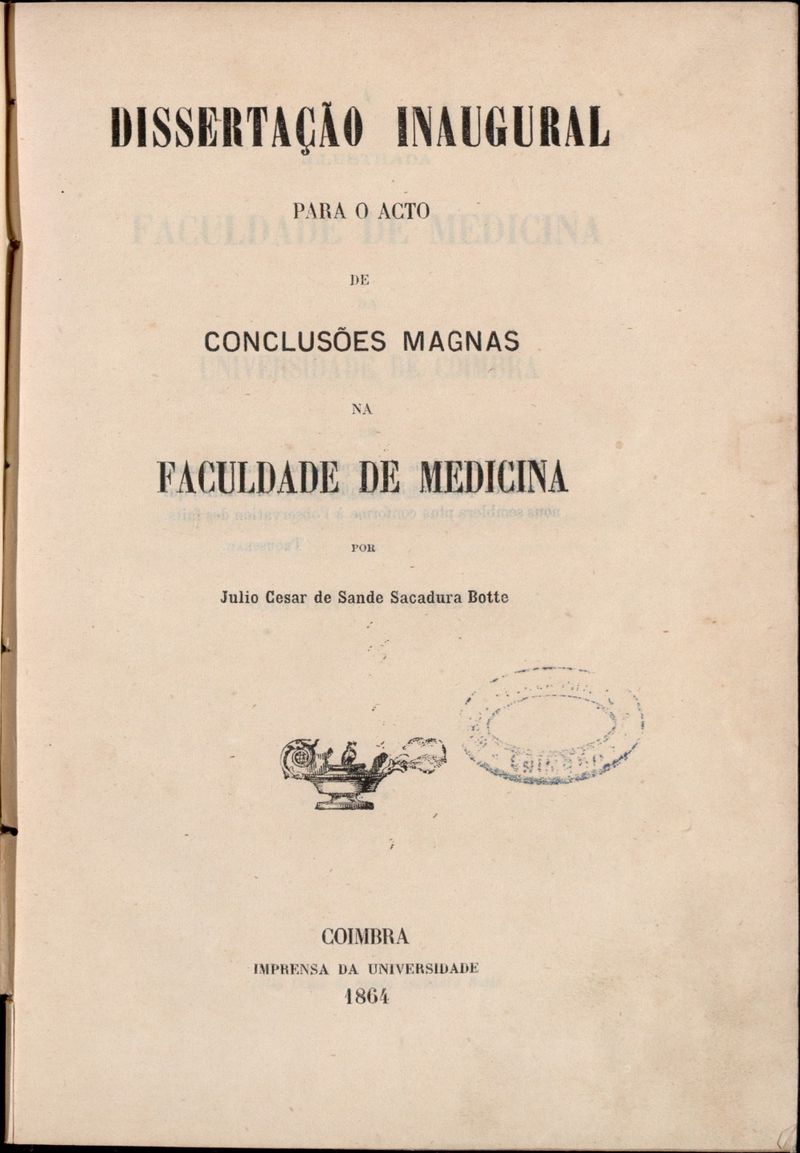 DISSERTAÇÃO INAUGURAL
PARA O ACTO
DE
CONCLUSÕES MAGNAS
NA
FACULDADE DE MEDICINA
POR
Julio Cesar de Sande Sacadura Botte
COIMBRA
IMPRENSA DA UNIVERSIDADE
1864